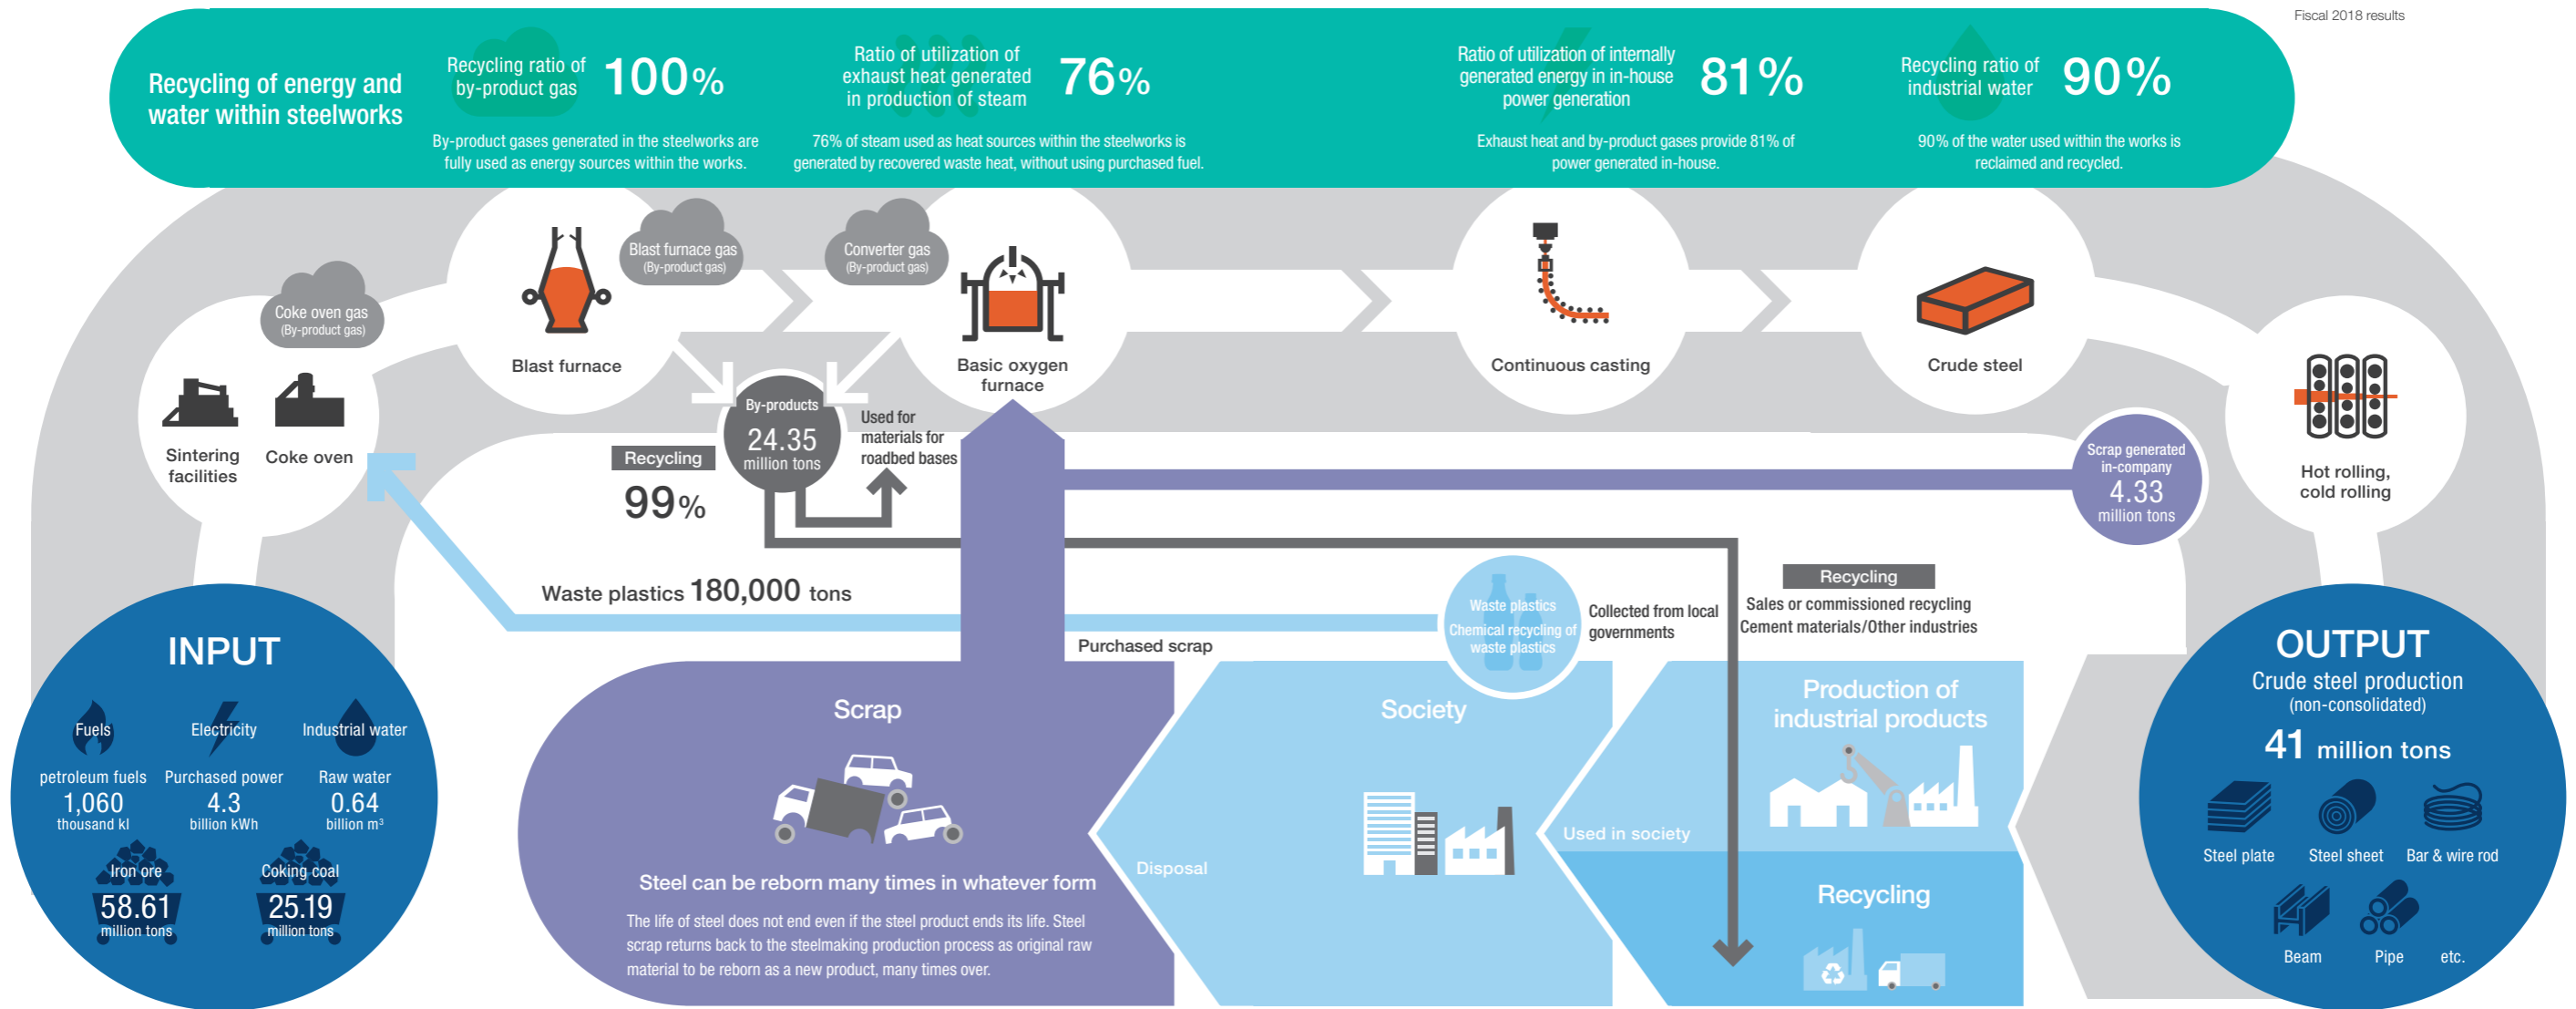 Fiscal 2018 results
Recycling of energy and
water within steelworks
Recycling ratio of
by-product gas
100%
By-product gases generated in the steelworks are
fully used as energy sources within the works.
Ratio of utilization of
exhaust heat generated
in production of steam
76%
76% of steam used as heat sources within the steelworks is
generated by recovered waste heat, without using purchased fuel.
Ratio of utilization of internally
generated energy in in-house
power generation
81%
Exhaust heat and by-product gases provide 81% of
power generated in-house.
Recycling ratio of
industrial water
90%
90% of the water used within the works is
reclaimed and recycled.
Coke oven gas
(By-product gas)
Sintering
facilities
Coke oven
Blast furnace gas
(By-product gas)
Blast furnace
Converter gas
(By-product gas)
Basic oxygen
furnace
Continuous casting
Crude steel
Hot rolling,
cold rolling
By-products
24.35
million tons
Recycling
99%
Used for
materials for
roadbed bases
Scrap generated
in-company
4.33
million tons
Waste plastics 180,000 tons
Waste plastics
Chemical recycling of
waste plastics
Collected from local
governments
Recycling
Sales or commissioned recycling
Cement materials/Other industries
Purchased scrap
INPUT
Fuels
petroleum fuels
1,060
thousand kl
Electricity
Purchased power
4.3
billion kWh
Industrial water
Raw water
0.64
billion m³
Iron ore
58.61
million tons
Coking coal
25.19
million tons
Scrap
Steel can be reborn many times in whatever form
The life of steel does not end even if the steel product ends its life. Steel
scrap returns back to the steelmaking production process as original raw
material to be reborn as a new product, many times over.
Disposal
Society
Used in society
Production of
industrial products
Recycling
OUTPUT
Crude steel production
(non-consolidated)
41 million tons
Steel plate
Steel sheet
Bar & wire rod
Beam
Pipe
etc.